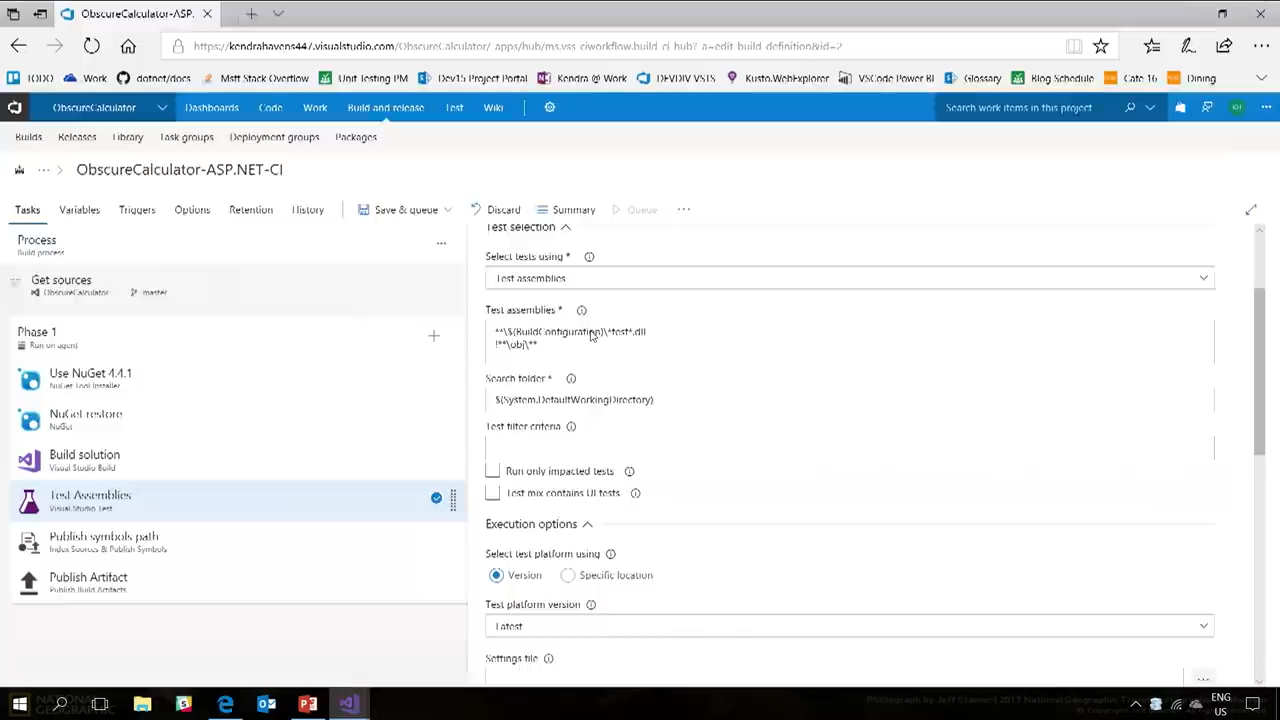 ObscureCalculator-ASP.
https://kendrahavens447.visualstudio.com/ObscureCalculator/_apps/hub/ms.vss-ciworkflow.build-ci-hub?_a=edit-build-definition&id=2
TODO Work dotnet/docs Msft Stack Overflow Unit Testing PM Dev15 Project Portal Kendra @ Work DEVDIV VSTS Kusto.WebExplorer VSCode Power BI Glossary Blog Schedule Cafe 16 Dining
ObscureCalculator Dashboards Code Work Build and release Test Wiki Search work items in this project KH
Builds Releases Library Task groups Deployment groups Packages
ObscureCalculator-ASP.NET-CI
Tasks Variables Triggers Options Retention History Save & queue Discard Summary Queue
Process
Build process
Get sources
ObscureCalculator master
Phase 1
Run on agent
Use NuGet 4.4.1
NuGet Tool Installer
NuGet restore
NuGet
Build solution
Visual Studio Build
Test Assemblies
Visual Studio Test
Publish symbols path
Index Sources & Publish Symbols
Publish Artifact
Publish Build Artifacts
Test selection
Select tests using *
Test assemblies
Test assemblies *
**\$(BuildConfiguration)\*test*.dll
!**\obj\**
Search folder *
$(System.DefaultWorkingDirectory)
Test filter criteria
Run only impacted tests
Test mix contains UI tests
Execution options
Select test platform using
Version Specific location
Test platform version
Latest
Settings file
NATIONAL
GEOGRAPHIC
ENG
US